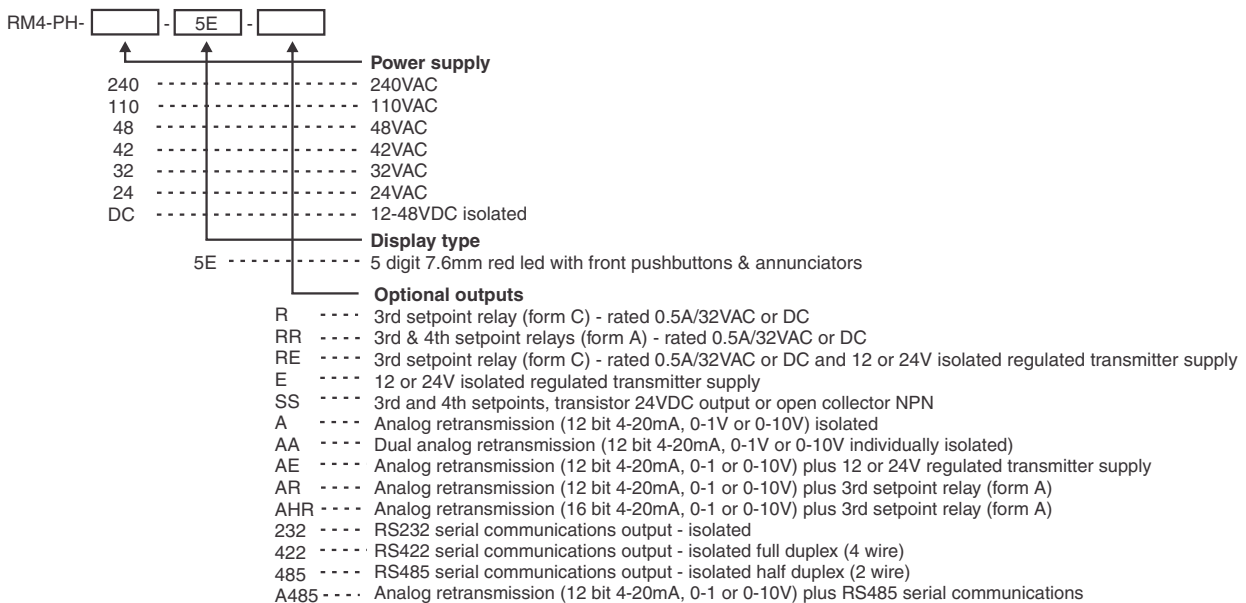 RM4-PH- - 5E -
Power supply
240 - - - - - - - - - - - - - - - - - - 240VAC
110 - - - - - - - - - - - - - - - - - - 110VAC
48 - - - - - - - - - - - - - - - - - - 48VAC
42 - - - - - - - - - - - - - - - - - - 42VAC
32 - - - - - - - - - - - - - - - - - - 32VAC
24 - - - - - - - - - - - - - - - - - - 24VAC
DC - - - - - - - - - - - - - - - - - - 12-48VDC isolated
Display type
5E - - - - - - - - - - - - 5 digit 7.6mm red led with front pushbuttons & annunciators
Optional outputs
R - - - - 3rd setpoint relay (form C) - rated 0.5A/32VAC or DC
RR - - - - 3rd & 4th setpoint relays (form A) - rated 0.5A/32VAC or DC
RE - - - - 3rd setpoint relay (form C) - rated 0.5A/32VAC or DC and 12 or 24V isolated regulated transmitter supply
E - - - - 12 or 24V isolated regulated transmitter supply
SS - - - - 3rd and 4th setpoints, transistor 24VDC output or open collector NPN
A - - - - Analog retransmission (12 bit 4-20mA, 0-1V or 0-10V) isolated
AA - - - - Dual analog retransmission (12 bit 4-20mA, 0-1V or 0-10V individually isolated)
AE - - - - Analog retransmission (12 bit 4-20mA, 0-1 or 0-10V) plus 12 or 24V regulated transmitter supply
AR - - - - Analog retransmission (12 bit 4-20mA, 0-1 or 0-10V) plus 3rd setpoint relay (form A)
AHR - - - - Analog retransmission (16 bit 4-20mA, 0-1 or 0-10V) plus 3rd setpoint relay (form A)
232 - - - - RS232 serial communications output - isolated
422 - - - - - RS422 serial communications output - isolated full duplex (4 wire)
485 - - - - RS485 serial communications output - isolated half duplex (2 wire)
A485 - - - - Analog retransmission (12 bit 4-20mA, 0-1 or 0-10V) plus RS485 serial communications